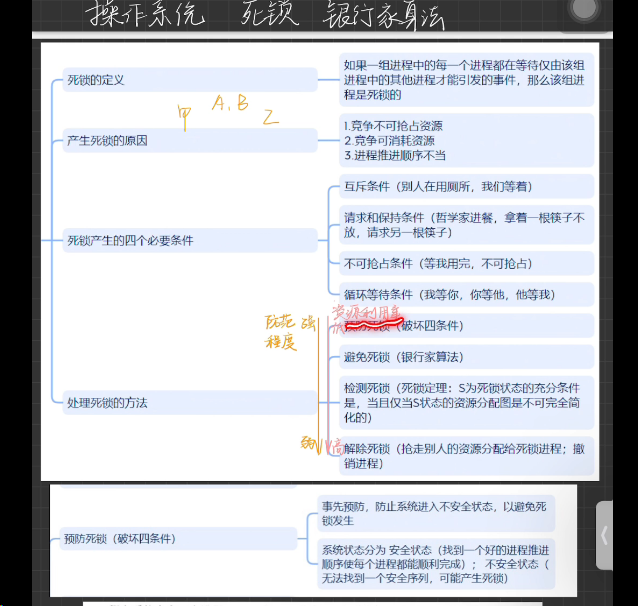 操作系统 死锁 银行家算法
死锁的定义
如果一组进程中的每一个进程都在等待仅由该组
进程中的其他进程才能引发的事件，那么该组进
程是死锁的
甲 A、B 乙
产生死锁的原因
1.竞争不可抢占资源
2.竞争可消耗资源
3.进程推进顺序不当
死锁产生的四个必要条件
互斥条件（别人在用厕所，我们等着）
请求和保持条件（哲学家进餐，拿着一根筷子不
放，请求另一根筷子）
不可抢占条件（等我用完，不可抢占）
循环等待条件（我等你，你等他，他等我）
处理死锁的方法
防范 强
程度
弱
资源利用率
高
预防死锁（破坏四条件）
避免死锁（银行家算法）
检测死锁（死锁定理：S为死锁状态的充分条件
是，当且仅当S状态的资源分配图是不可完全简
化的）
解除死锁（抢走别人的资源分配给死锁进程；撤
销进程）
预防死锁（破坏四条件）
事先预防，防止系统进入不安全状态，以避免死
锁发生
系统状态分为 安全状态（找到一个好的进程推进
顺序使每个进程都能顺利完成）； 不安全状态（
无法找到一个安全序列，可能产生死锁）